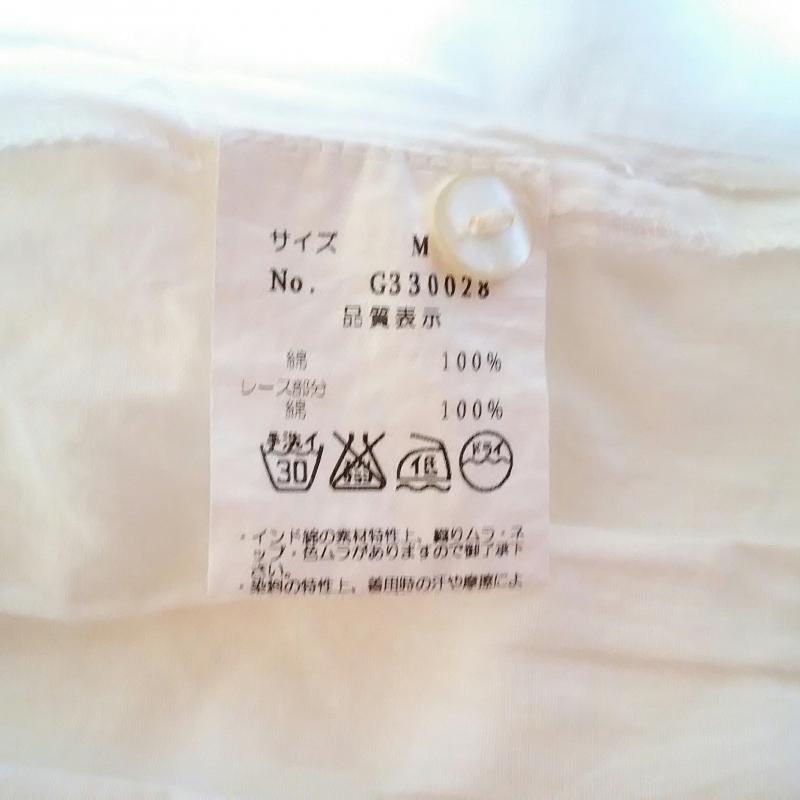 サイズ M
No. G330028
品質表示
綿 100%
レース部分
綿 100%
手洗イ 30 低 ドライ
・インド綿の素材特性上、織りムラ・ネ
ップ・色ムラがありますので御了承下
さい。
・染料の特性上、着用時の汗や摩擦によ